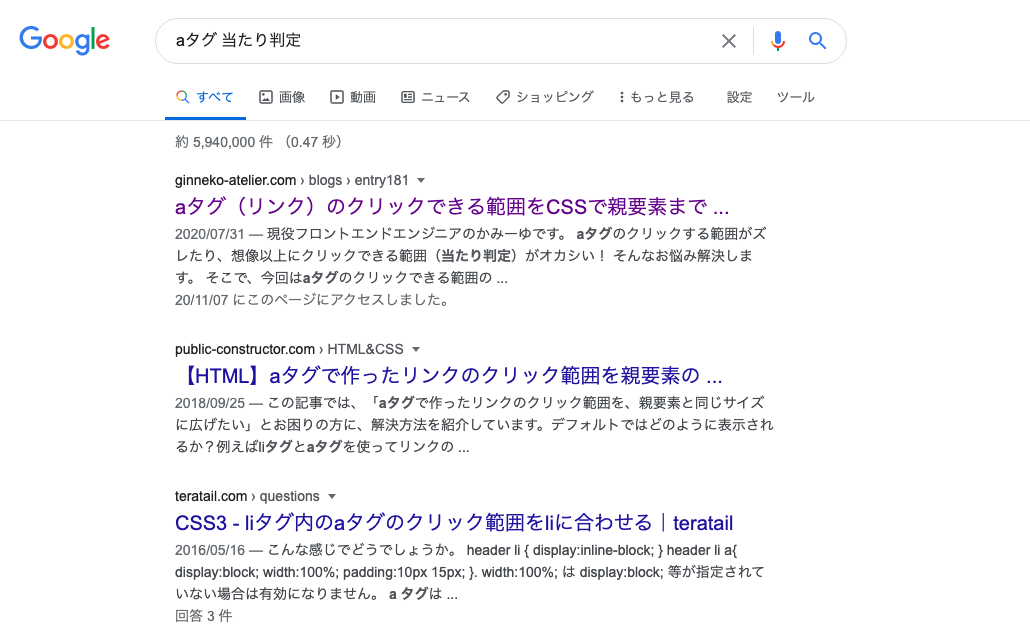 Google
aタグ 当たり判定
すべて 画像 動画 ニュース ショッピング もっと見る 設定 ツール
約 5,940,000 件 （0.47 秒）
ginneko-atelier.com › blogs › entry181
aタグ（リンク）のクリックできる範囲をCSSで親要素まで ...
2020/07/31 — 現役フロントエンドエンジニアのかみーゆです。 aタグのクリックする範囲がズ
レたり、想像以上にクリックできる範囲（当たり判定）がオカシい！ そんなお悩み解決しま
す。 そこで、今回はaタグのクリックできる範囲の ...
20/11/07 にこのページにアクセスしました。
public-constructor.com › HTML&CSS
【HTML】aタグで作ったリンクのクリック範囲を親要素の ...
2018/09/25 — この記事では、「aタグで作ったリンクのクリック範囲を、親要素と同じサイズ
に広げたい」とお困りの方に、解決方法を紹介しています。デフォルトではどのように表示され
るか？例えばliタグとaタグを使ってリンクの ...
teratail.com › questions
CSS3 - liタグ内のaタグのクリック範囲をliに合わせる｜teratail
2016/05/16 — こんな感じでどうでしょうか。 header li { display:inline-block; } header li a{
display:block; width:100%; padding:10px 15px; }. width:100%; は display:block; 等が指定されて
いない場合は有効になりません。 a タグは ...
回答 3 件